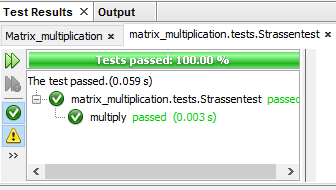 Test Results × Output
Matrix_multiplication × matrix_multiplication.tests.Strassentest ×
Tests passed: 100.00 %
The test passed.(0.059 s)
matrix_multiplication.tests.Strassentest
multiply passed (0.003 s)